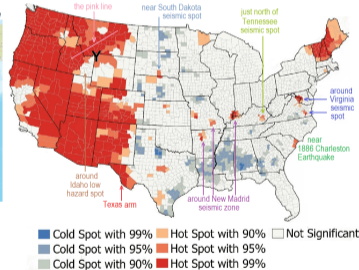 the pink line
near South Dakota
seismic spot
just north of
Tennessee
seismic spot
Y
around
Virginia
seismic
spot
near
1886 Charleston
Earthquake
2
around
Idaho low
hazard spot
Texas arm
around New Madrid
seismic zone
Cold Spot with 99%
Hot Spot with 90%
Not Significant
Cold Spot with 95%
Hot Spot with 95%
Cold Spot with 90%
Hot Spot with 99%